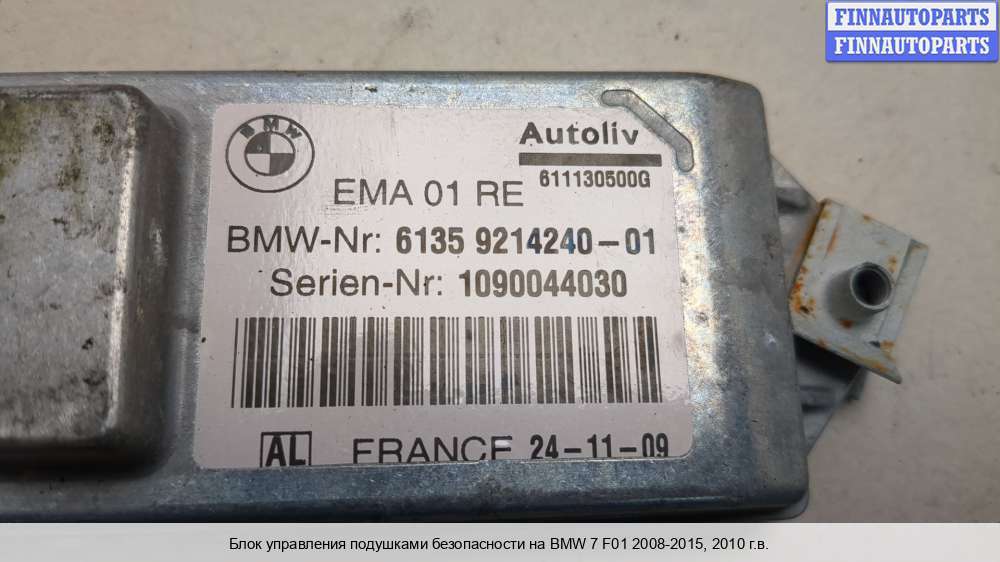 FINNAUTOPARTS
FINNAUTOPARTS
BMW
Autoliv
611130500G
EMA 01 RE
BMW-Nr: 6135 9214240-01
Serien-Nr: 1090044030
AL FRANCE 24-11-09
Блок управления подушками безопасности на BMW 7 F01 2008-2015, 2010 г.в.